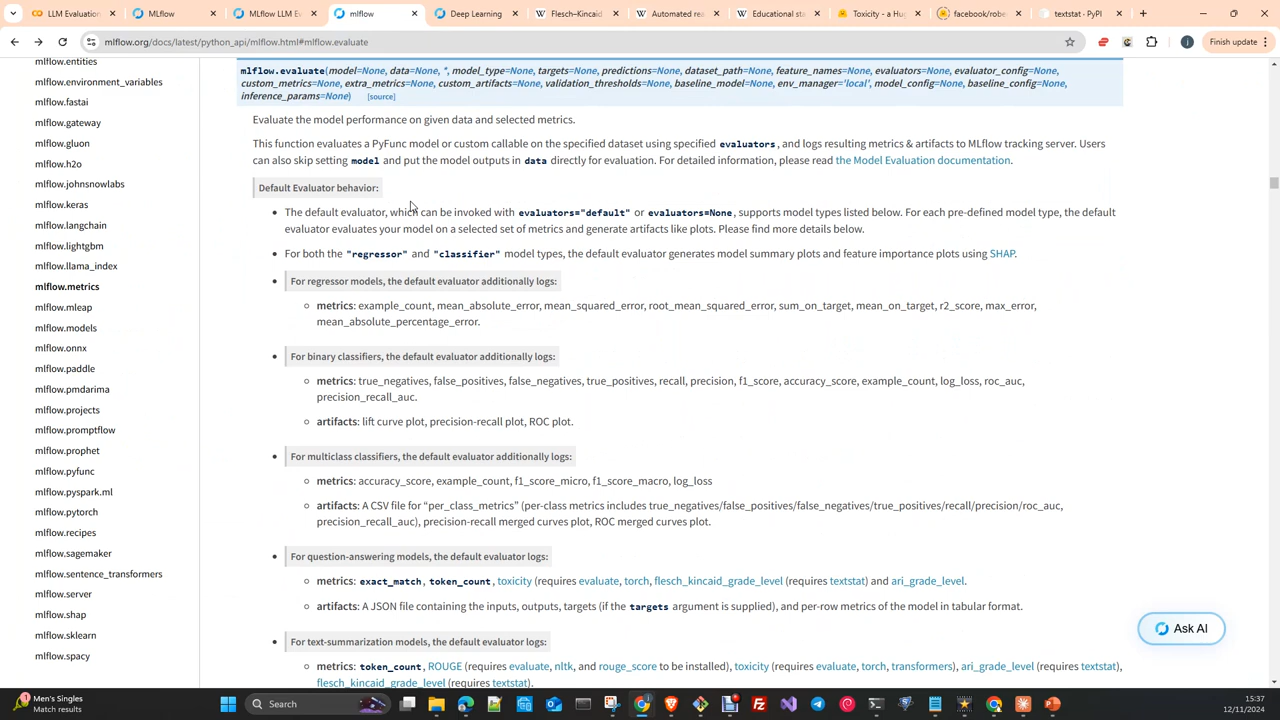 LLM Evaluation
MLflow
MLflow LLM E
mlflow
Deep Learning
Flesch–Kincaid
Automated rea
Educational sta
Toxicity - a Hug
facebook/robe
textstat · PyPI
mlflow.org/docs/latest/python_api/mlflow.html#mlflow.evaluate
Finish update
mlflow.entities
mlflow.environment_variables
mlflow.fastai
mlflow.gateway
mlflow.gluon
mlflow.h2o
mlflow.johnsnowlabs
mlflow.keras
mlflow.langchain
mlflow.lightgbm
mlflow.llama_index
mlflow.metrics
mlflow.mleap
mlflow.models
mlflow.onnx
mlflow.paddle
mlflow.pmdarima
mlflow.projects
mlflow.promptflow
mlflow.prophet
mlflow.pyfunc
mlflow.pyspark.ml
mlflow.pytorch
mlflow.recipes
mlflow.sagemaker
mlflow.sentence_transformers
mlflow.server
mlflow.shap
mlflow.sklearn
mlflow.spacy
mlflow.evaluate(model=None, data=None, *, model_type=None, targets=None, predictions=None, dataset_path=None, feature_names=None, evaluators=None, evaluator_config=None,
custom_metrics=None, extra_metrics=None, custom_artifacts=None, validation_thresholds=None, baseline_model=None, env_manager='local', model_config=None, baseline_config=None,
inference_params=None) [source]
Evaluate the model performance on given data and selected metrics.
This function evaluates a PyFunc model or custom callable on the specified dataset using specified evaluators, and logs resulting metrics & artifacts to MLflow tracking server. Users
can also skip setting model and put the model outputs in data directly for evaluation. For detailed information, please read the Model Evaluation documentation.
Default Evaluator behavior:
• The default evaluator, which can be invoked with evaluators="default" or evaluators=None, supports model types listed below. For each pre-defined model type, the default
evaluator evaluates your model on a selected set of metrics and generate artifacts like plots. Please find more details below.
• For both the "regressor" and "classifier" model types, the default evaluator generates model summary plots and feature importance plots using SHAP.
• For regressor models, the default evaluator additionally logs:
metrics: example_count, mean_absolute_error, mean_squared_error, root_mean_squared_error, sum_on_target, mean_on_target, r2_score, max_error,
mean_absolute_percentage_error.
• For binary classifiers, the default evaluator additionally logs:
metrics: true_negatives, false_positives, false_negatives, true_positives, recall, precision, f1_score, accuracy_score, example_count, log_loss, roc_auc,
precision_recall_auc.
artifacts: lift curve plot, precision-recall plot, ROC plot.
• For multiclass classifiers, the default evaluator additionally logs:
metrics: accuracy_score, example_count, f1_score_micro, f1_score_macro, log_loss
artifacts: A CSV file for “per_class_metrics” (per-class metrics includes true_negatives/false_positives/false_negatives/true_positives/recall/precision/roc_auc,
precision_recall_auc), precision-recall merged curves plot, ROC merged curves plot.
• For question-answering models, the default evaluator logs:
metrics: exact_match, token_count, toxicity (requires evaluate, torch, flesch_kincaid_grade_level (requires textstat) and ari_grade_level.
artifacts: A JSON file containing the inputs, outputs, targets (if the targets argument is supplied), and per-row metrics of the model in tabular format.
• For text-summarization models, the default evaluator logs:
metrics: token_count, ROUGE (requires evaluate, nltk, and rouge_score to be installed), toxicity (requires evaluate, torch, transformers), ari_grade_level (requires textstat),
flesch_kincaid_grade_level (requires textstat).
Ask AI
Men's Singles
Match results
Search
15:37
12/11/2024